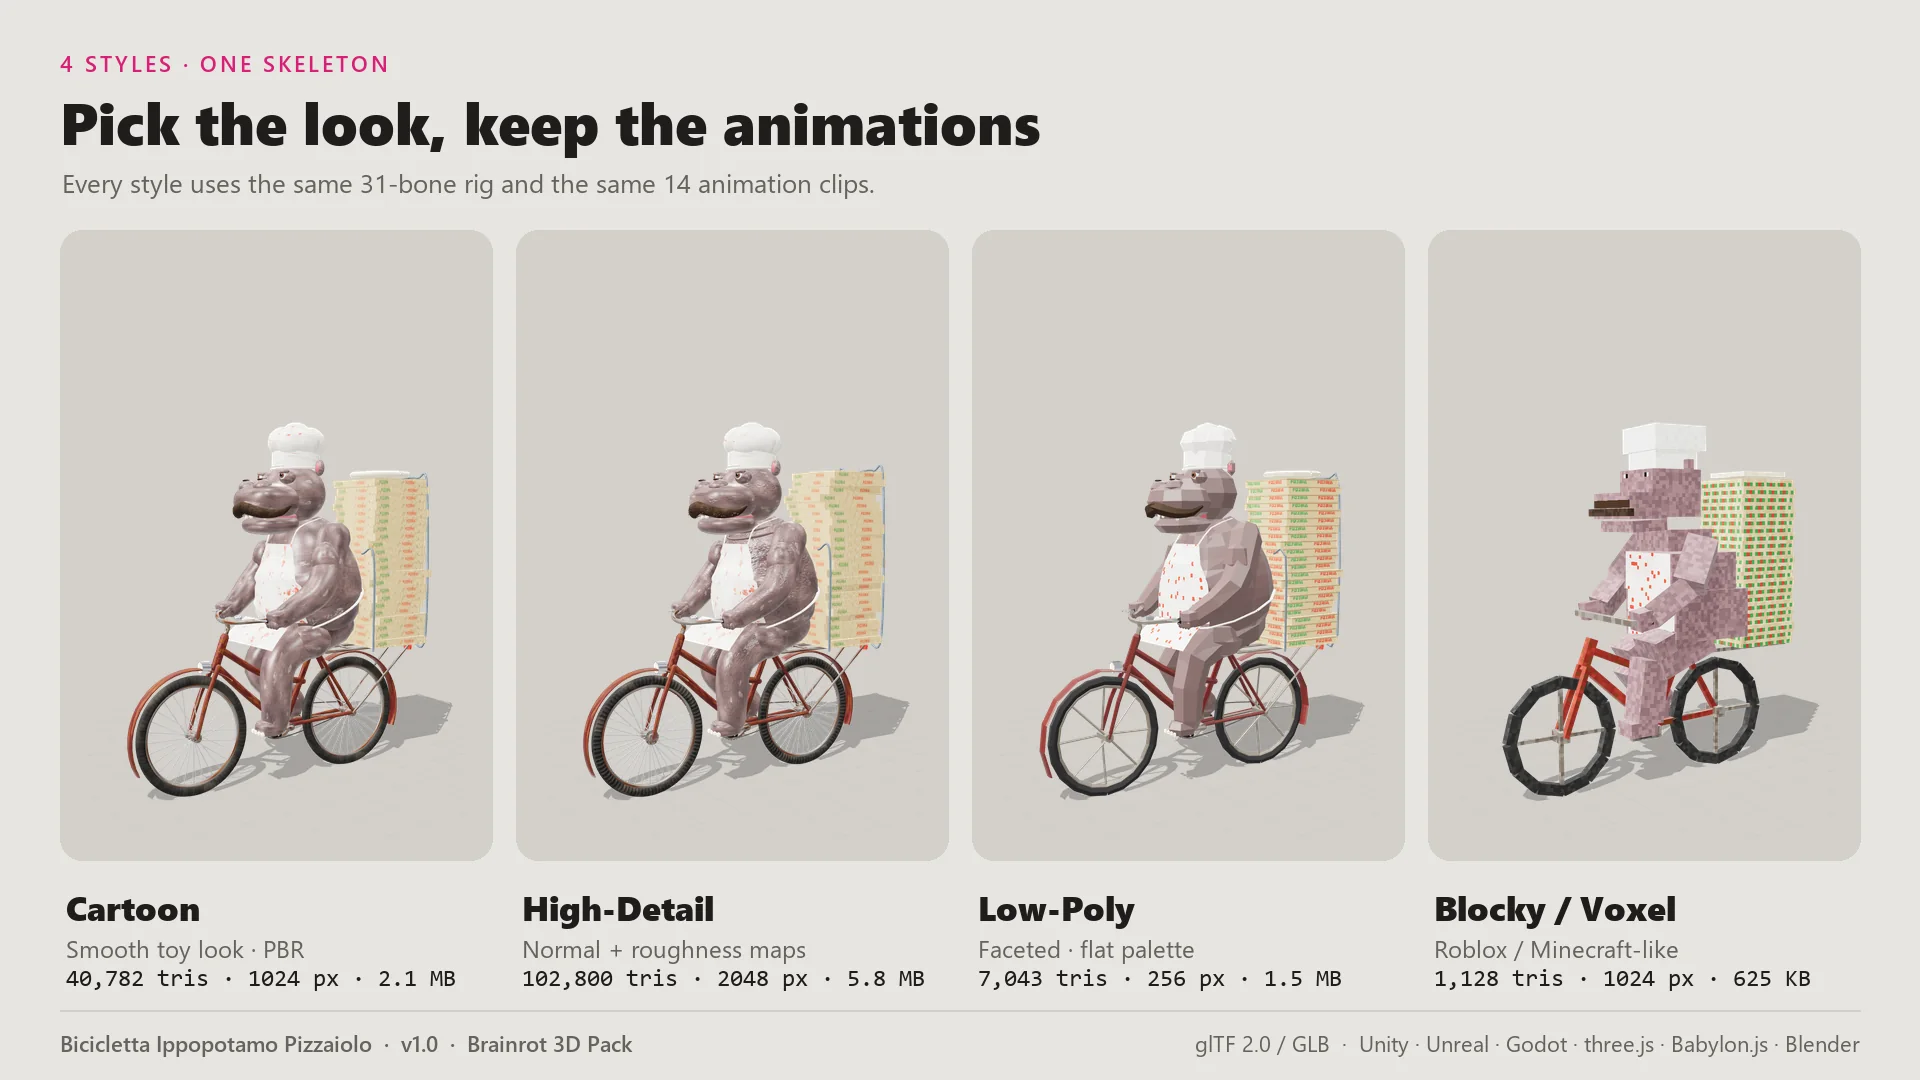 4 STYLES · ONE SKELETON
Pick the look, keep the animations
Every style uses the same 31-bone rig and the same 14 animation clips.
Cartoon
Smooth toy look · PBR
40,782 tris · 1024 px · 2.1 MB
High-Detail
Normal + roughness maps
102,800 tris · 2048 px · 5.8 MB
Low-Poly
Faceted · flat palette
7,043 tris · 256 px · 1.5 MB
Blocky / Voxel
Roblox / Minecraft-like
1,128 tris · 1024 px · 625 KB
Bicicletta Ippopotamo Pizzaiolo · v1.0 · Brainrot 3D Pack
glTF 2.0 / GLB · Unity · Unreal · Godot · three.js · Babylon.js · Blender